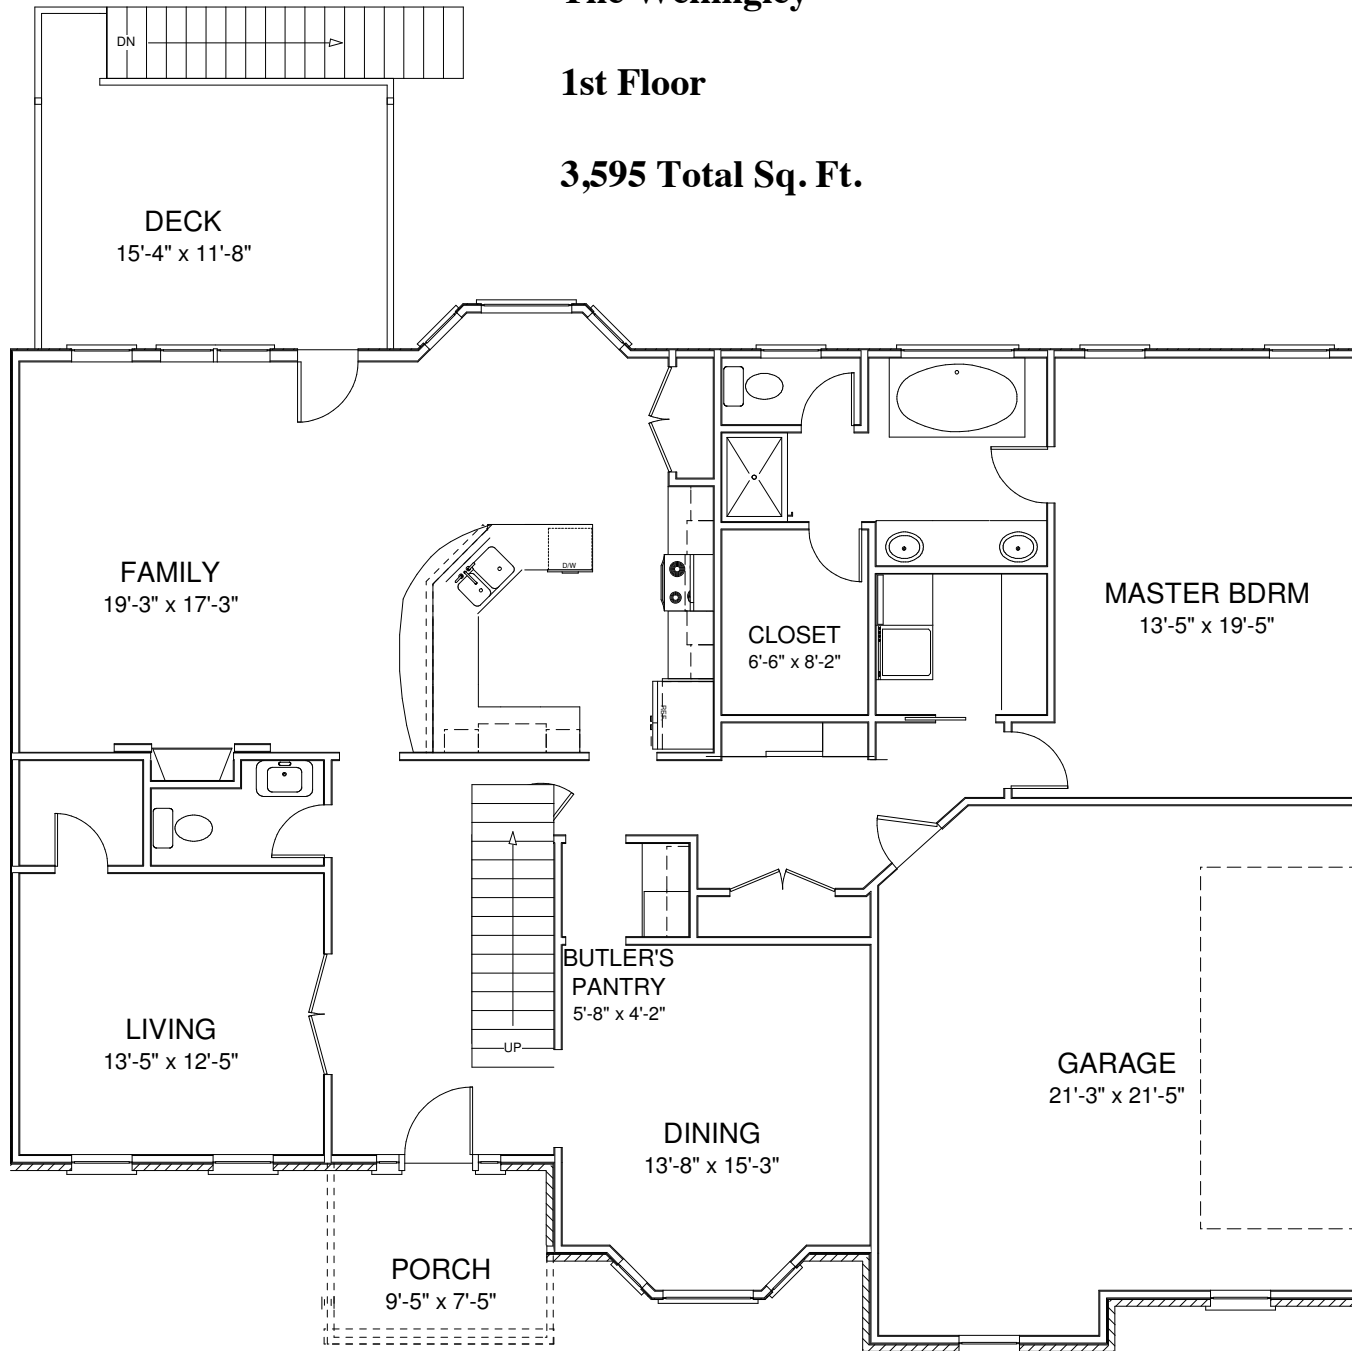 1st Floor
3,595 Total Sq. Ft.
DN
DECK
15'-4" x 11'-8"
FAMILY
19'-3" x 17'-3"
D/W
CLOSET
6'-6" x 8'-2"
MASTER BDRM
13'-5" x 19'-5"
REF
BUTLER'S
PANTRY
5'-8" x 4'-2"
LIVING
13'-5" x 12'-5"
UP
GARAGE
21'-3" x 21'-5"
DINING
13'-8" x 15'-3"
PORCH
9'-5" x 7'-5"